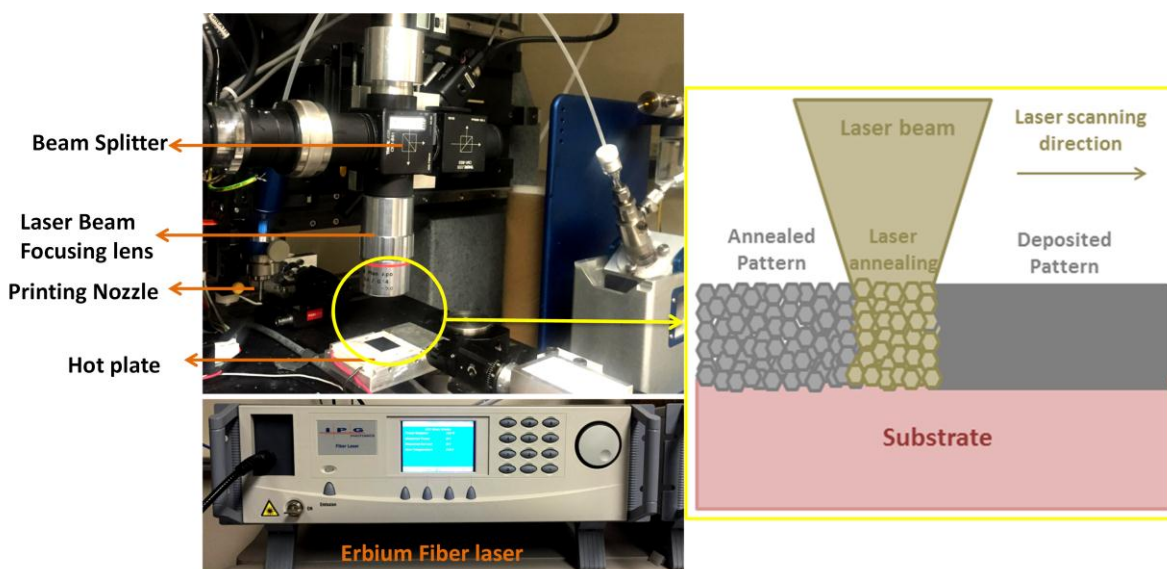 Beam Splitter
Laser Beam
Focusing lens
Printing Nozzle
Hot plate
IPG
Fiber Laser
Erbium Fiber laser
Laser beam
Laser scanning
direction
Annealed
Pattern
Laser
annealing
Deposited
Pattern
Substrate